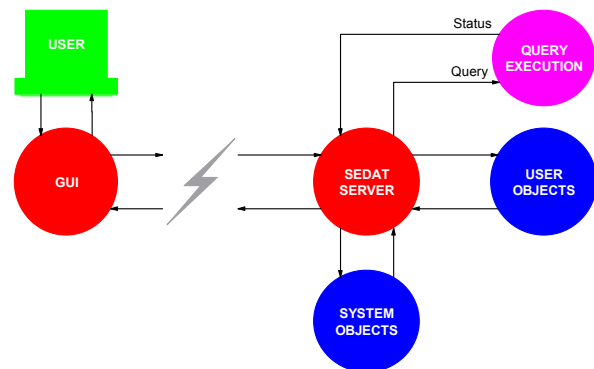 Status
USER
QUERY
EXECUTION
Query
GUI
SEDAT
SERVER
USER
OBJECTS
SYSTEM
OBJECTS